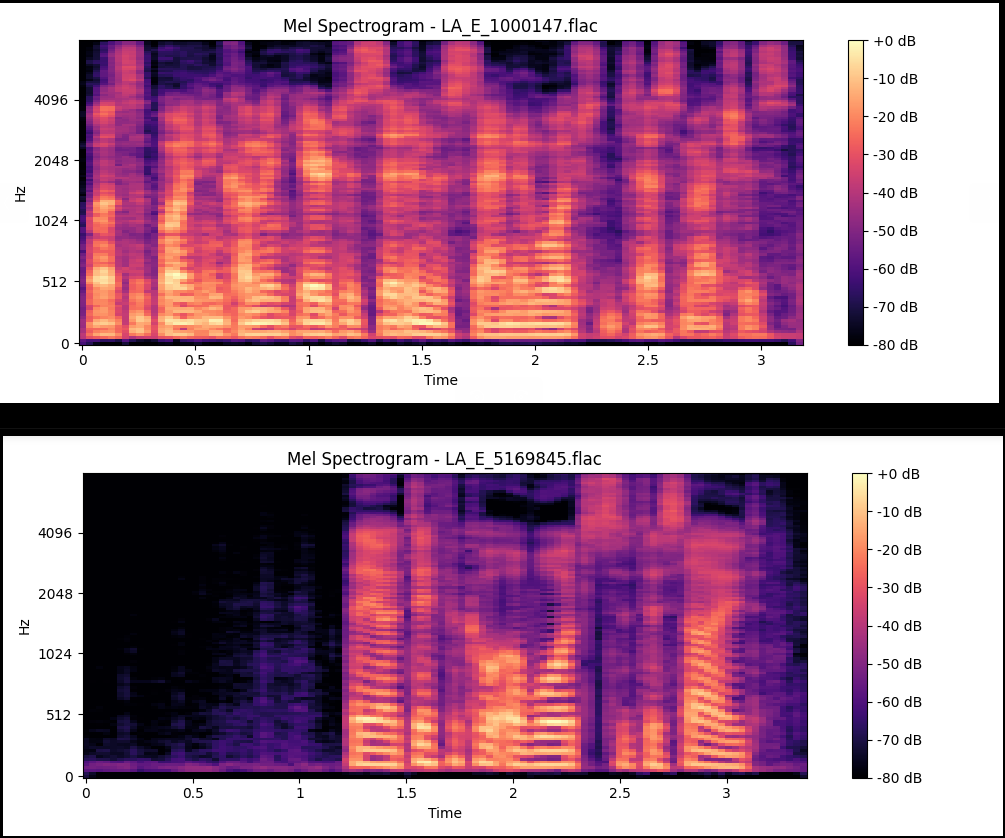 Mel Spectrogram - LA_E_1000147.flac
+0 dB
-10 dB
-20 dB
-30 dB
-40 dB
-50 dB
-60 dB
-70 dB
-80 dB
4096
2048
1024
512
0
Hz
0
0.5
1
1.5
2
2.5
3
Time
Mel Spectrogram - LA_E_5169845.flac
+0 dB
-10 dB
-20 dB
-30 dB
-40 dB
-50 dB
-60 dB
-70 dB
-80 dB
4096
2048
1024
512
0
Hz
0
0.5
1
1.5
2
2.5
3
Time